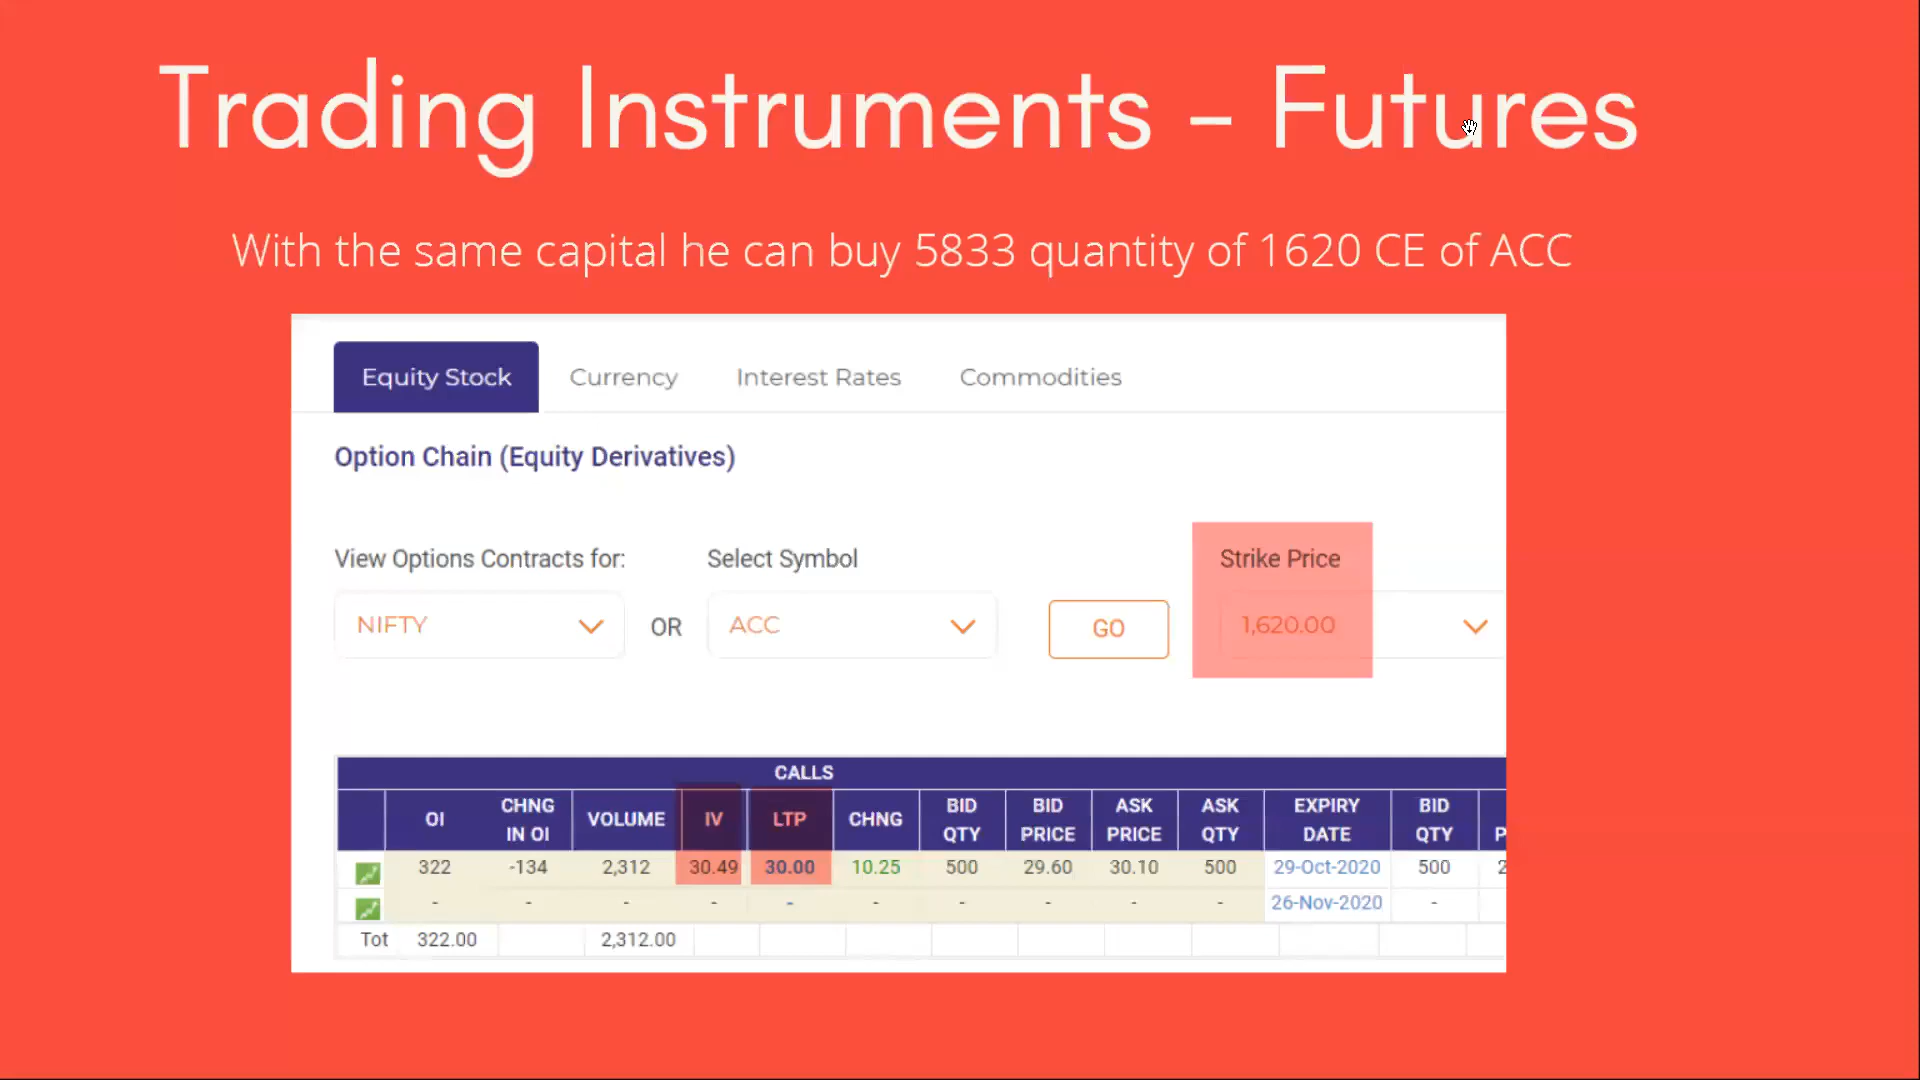 Trading Instruments - Futures
With the same capital he can buy 5833 quantity of 1620 CE of ACC
Equity Stock Currency Interest Rates Commodities
Option Chain (Equity Derivatives)
View Options Contracts for: Select Symbol Strike Price
NIFTY OR ACC GO 1,620.00
CALLS
OI CHNG IN OI VOLUME IV LTP CHNG BID QTY BID PRICE ASK PRICE ASK QTY EXPIRY DATE BID QTY P
322 -134 2,312 30.49 30.00 10.25 500 29.60 30.10 500 29-Oct-2020 500 2
- - - - - - - - - - 26-Nov-2020 -
Tot 322.00 2,312.00